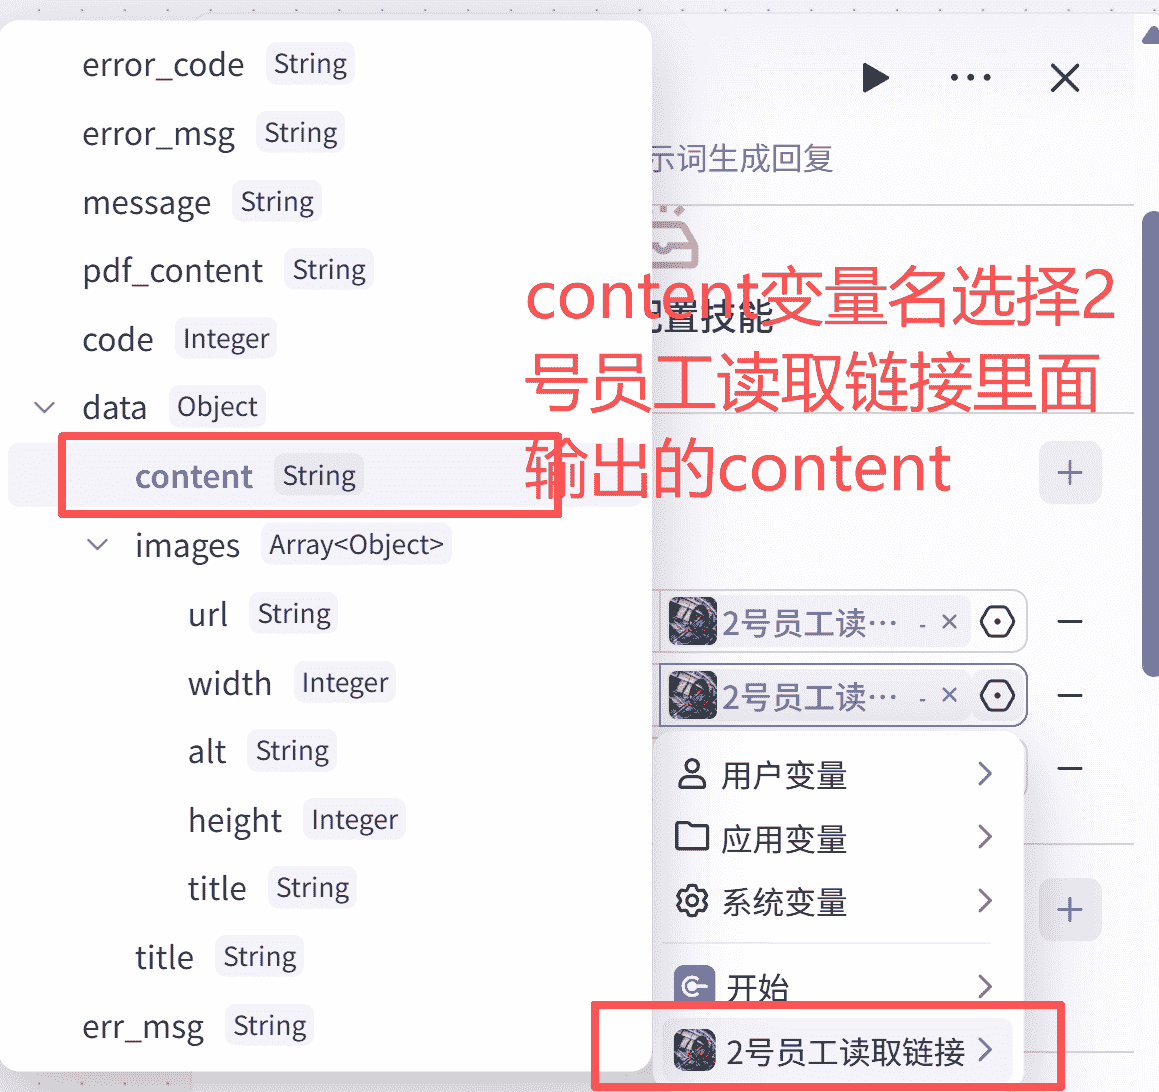 error_code String
error_msg String
message String
pdf_content String
code Integer
data Object
content String
images Array<Object>
url String
width Integer
alt String
height Integer
title String
title String
err_msg String
示词生成回复
配置技能
content变量名选择2
号员工读取链接里面
输出的content
2号员工读··· -
2号员工读··· -
用户变量
应用变量
系统变量
开始
2号员工读取链接